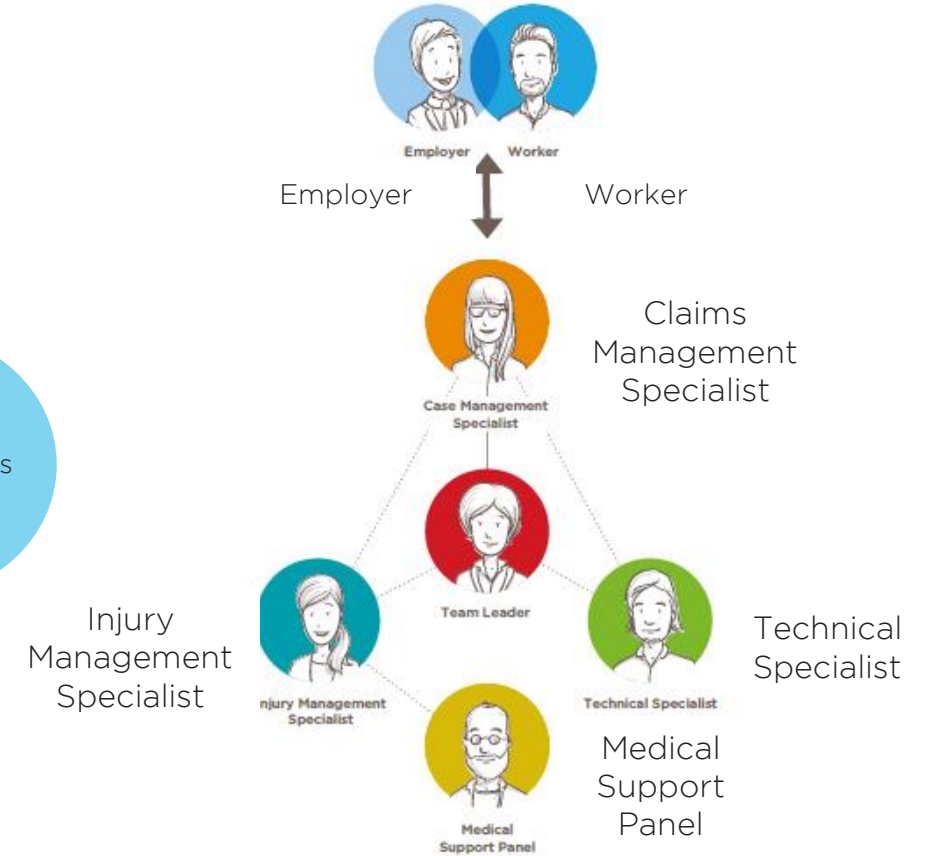 Employer Worker
Employer
Worker
Claims
Management
Specialist
Case Management
Specialist
s
Team Leader
Injury
Management
Specialist
Technical
Specialist
njury Management
Specialist
Technical Specialist
Medical
Support
Panel
Medical
Support Panel